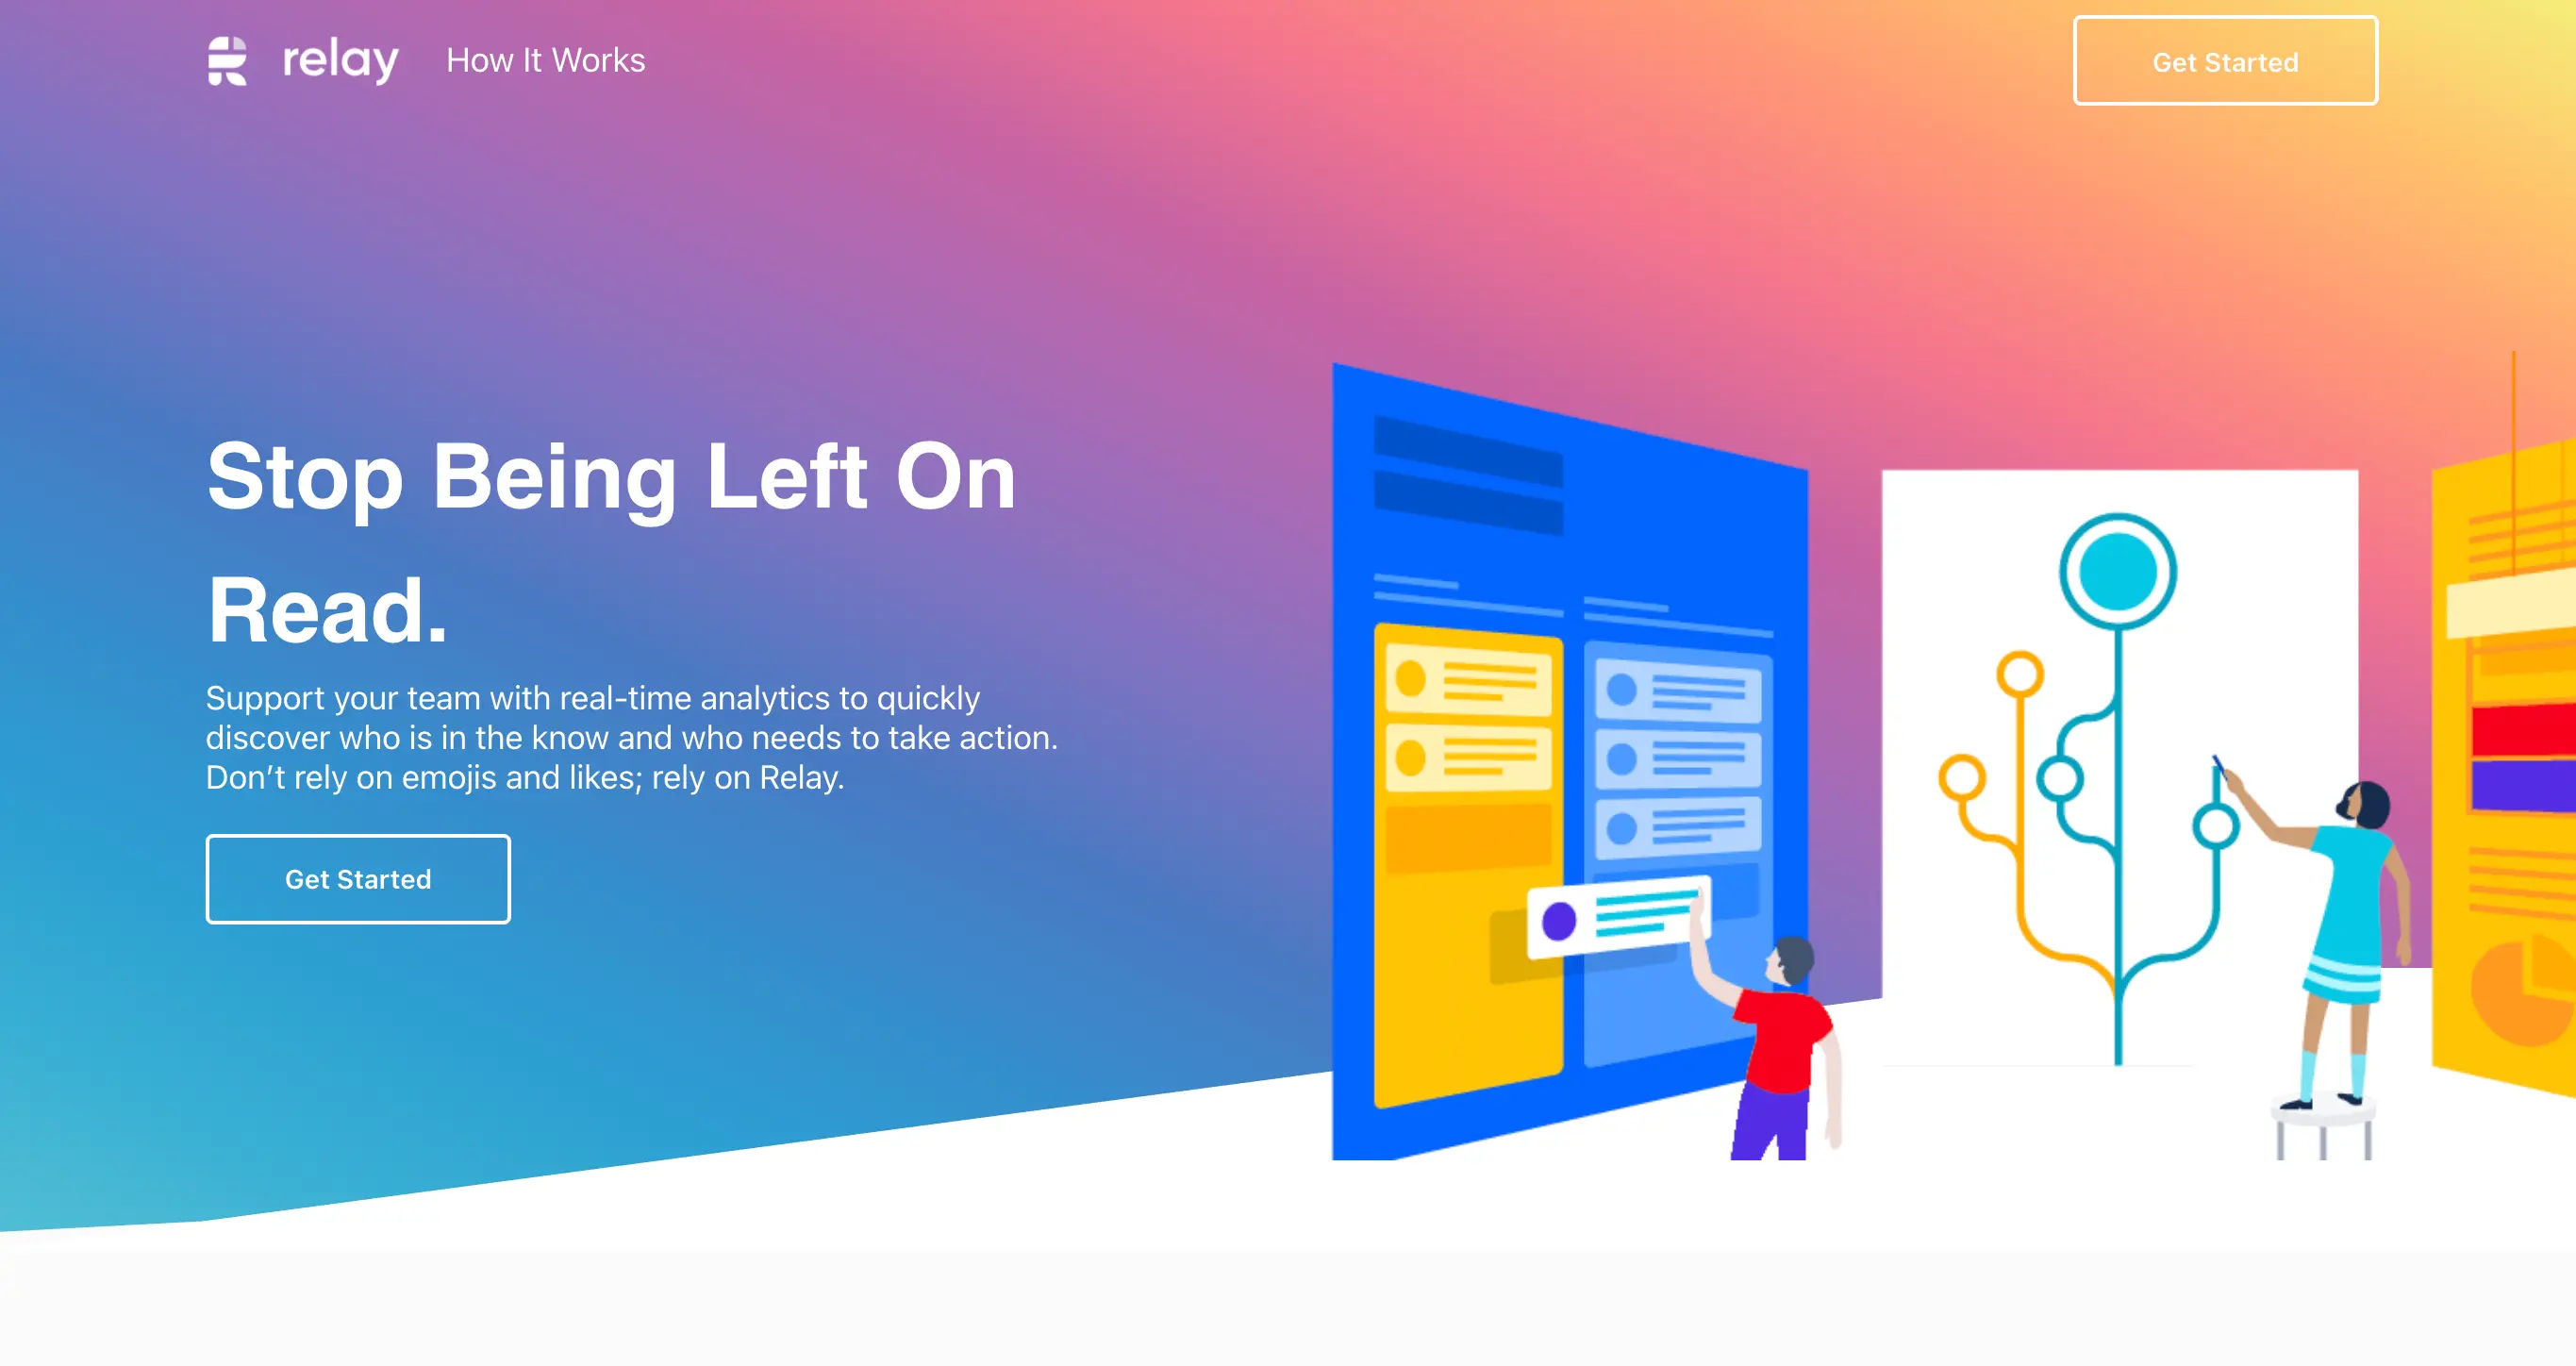 relay
How It Works
Get Started
Stop Being Left On
Read.
Support your team with real-time analytics to quickly
discover who is in the know and who needs to take action.
Don’t rely on emojis and likes; rely on Relay.
Get Started